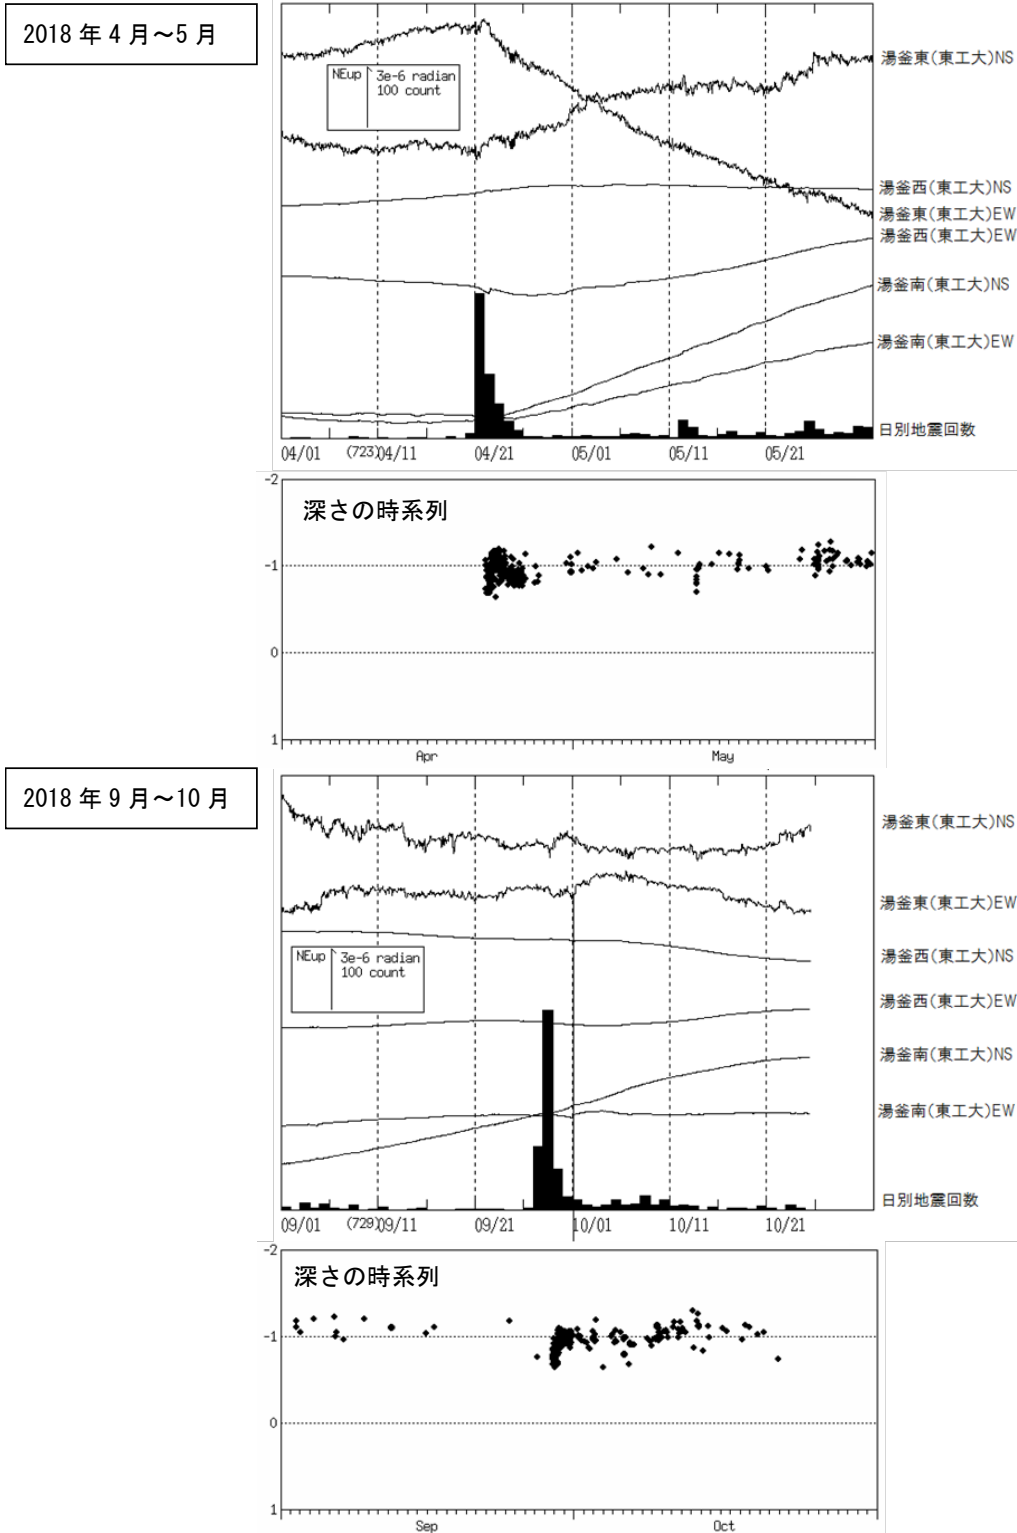 2018 年 4 月～5 月
湯釜東(東工大)NS
NEup
3e-6 radian
100 count
湯釜西(東工大)NS
湯釜東(東工大)EW
湯釜西(東工大)EW
湯釜南(東工大)NS
湯釜南(東工大)EW
日別地震回数
04/01 (723)04/11 04/21 05/01 05/11 05/21
-2
深さの時系列
-1
0
1
Apr May
2018 年 9 月～10 月
湯釜東(東工大)NS
湯釜東(東工大)EW
NEup
3e-6 radian
100 count
湯釜西(東工大)NS
湯釜西(東工大)EW
湯釜南(東工大)NS
湯釜南(東工大)EW
日別地震回数
09/01 (729)09/11 09/21 10/01 10/11 10/21
-2
深さの時系列
-1
0
1
Sep Oct